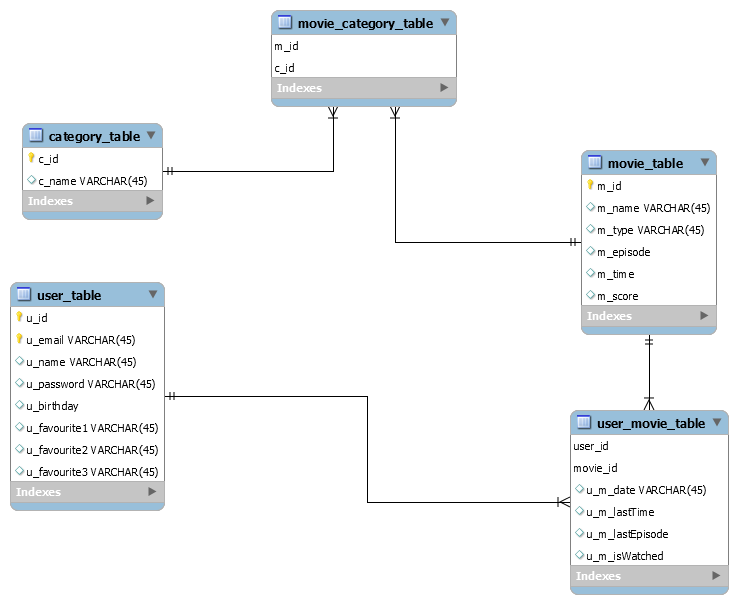 movie_category_table
m_id
c_id
Indexes
category_table
c_id
c_name VARCHAR(45)
Indexes
movie_table
m_id
m_name VARCHAR(45)
m_type VARCHAR(45)
m_episode
m_time
m_score
Indexes
user_table
u_id
u_email VARCHAR(45)
u_name VARCHAR(45)
u_password VARCHAR(45)
u_birthday
u_favourite1 VARCHAR(45)
u_favourite2 VARCHAR(45)
u_favourite3 VARCHAR(45)
Indexes
user_movie_table
user_id
movie_id
u_m_date VARCHAR(45)
u_m_lastTime
u_m_lastEpisode
u_m_isWatched
Indexes